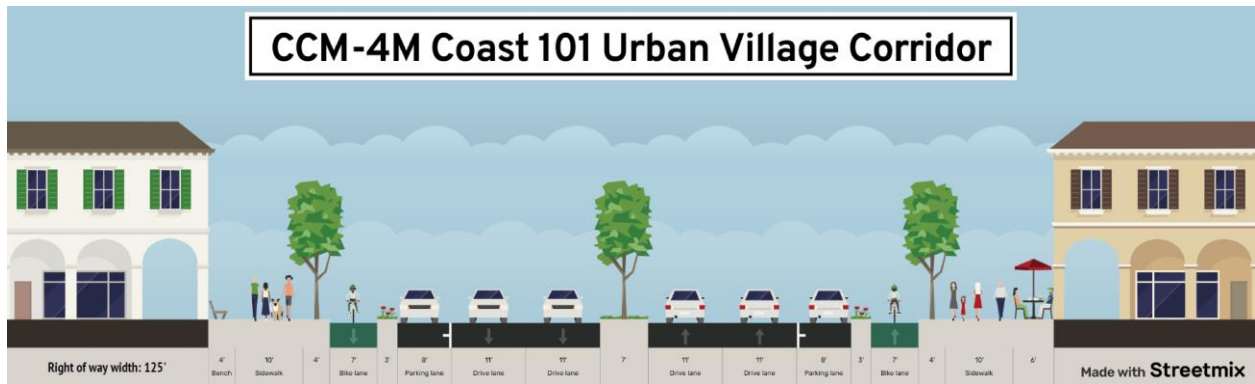 CCM-4M Coast 101 Urban Village Corridor
Right of way width: 125'
4' 10' 4' 7' 3' 8' 11' 11' 7' 11' 11' 8' 3' 7' 4' 10' 6'
Bench Sidewalk Bike lane Parking lane Drive lane Drive lane Drive lane Drive lane Parking lane Bike lane Sidewalk
Made with Streetmix